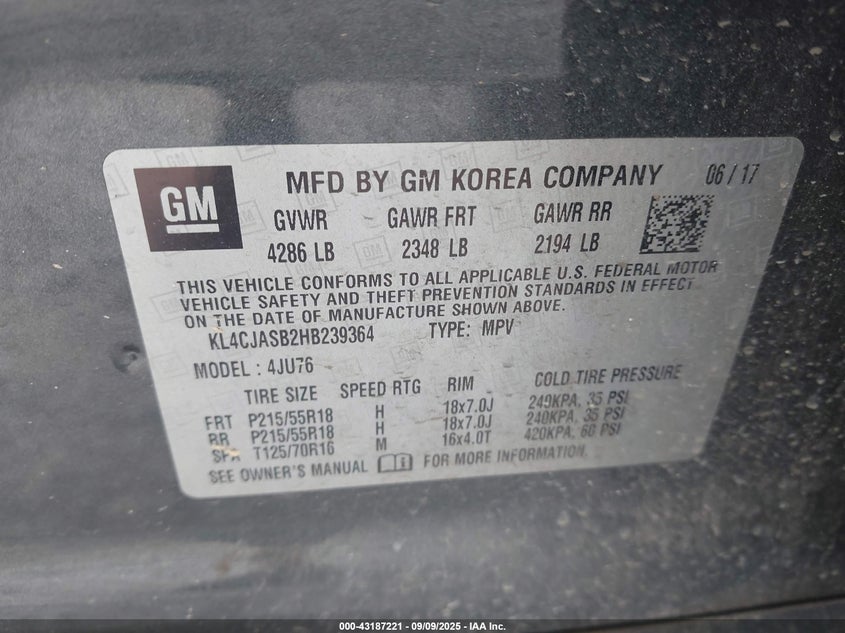 GM MFD BY GM KOREA COMPANY 06 / 17
GVWR GAWR FRT GAWR RR
4286 LB 2348 LB 2194 LB
THIS VEHICLE CONFORMS TO ALL APPLICABLE U.S. FEDERAL MOTOR
VEHICLE SAFETY AND THEFT PREVENTION STANDARDS IN EFFECT
ON THE DATE OF MANUFACTURE SHOWN ABOVE.
KL4CJASB2HB239364 TYPE: MPV
MODEL : 4JU76
TIRE SIZE SPEED RTG RIM COLD TIRE PRESSURE
FRT P215/55R18 H 18x7.0J 240KPA, 35 PSI
RR P215/55R18 H 18x7.0J 240KPA, 35 PSI
SPA T125/70R16 M 16x4.0T 420KPA, 60 PSI
SEE OWNER'S MANUAL FOR MORE INFORMATION.
000-43187221 | 09/09/2025 | IAA Inc.